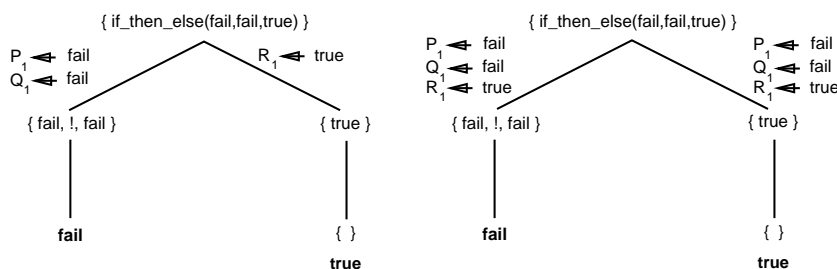 { if_then_else(fail,fail,true) }
P1 fail
Q1 fail
R1 true
{ fail, !, fail }
{ true }
fail
{ }
true
{ if_then_else(fail,fail,true) }
P1 fail
Q1 fail
R1 true
P1 fail
Q1 fail
R1 true
{ fail, !, fail }
{ true }
fail
{ }
true